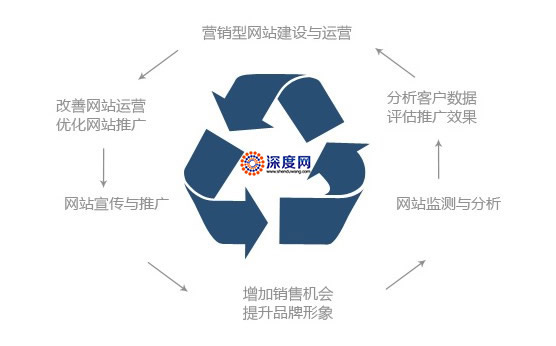 营销型网站建设与运营
改善网站运营
优化网站推广
分析客户数据
评估推广效果
深度网
www.shenduwang.com
网站宣传与推广
网站监测与分析
增加销售机会
提升品牌形象